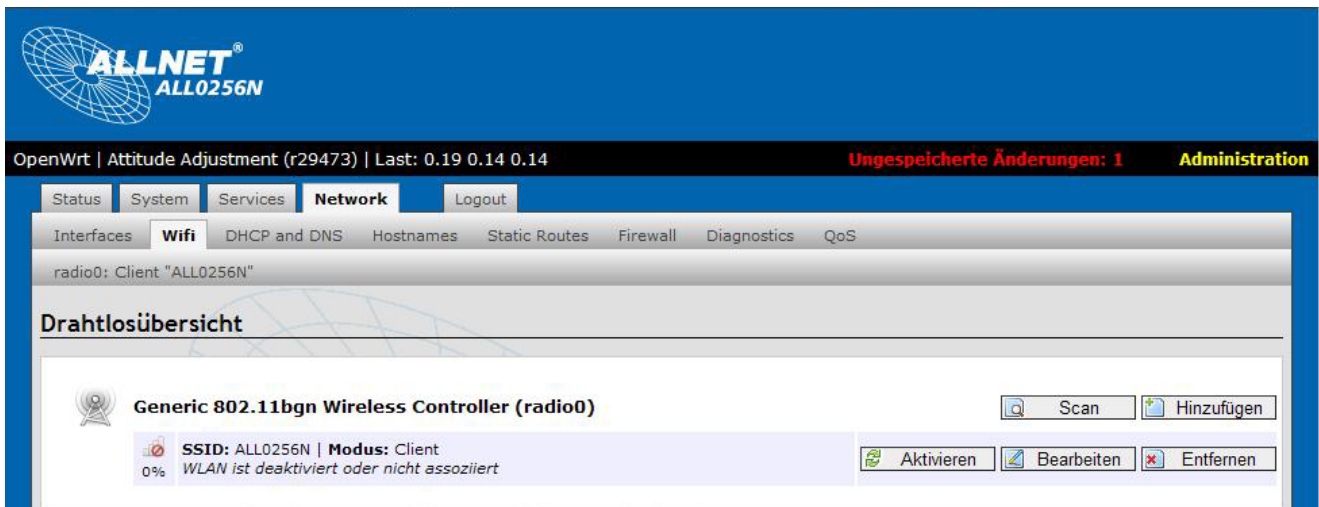 ALLNET®
ALL0256N
OpenWrt | Attitude Adjustment (r29473) | Last: 0.19 0.14 0.14 Ungespeicherte Änderungen: 1 Administration
Status System Services Network Logout
Interfaces Wifi DHCP and DNS Hostnames Static Routes Firewall Diagnostics QoS
radio0: Client "ALL0256N"
Drahtlosübersicht
Generic 802.11bgn Wireless Controller (radio0) Scan Hinzufügen
SSID: ALL0256N | Modus: Client
0% WLAN ist deaktiviert oder nicht assoziiert Aktivieren Bearbeiten Entfernen